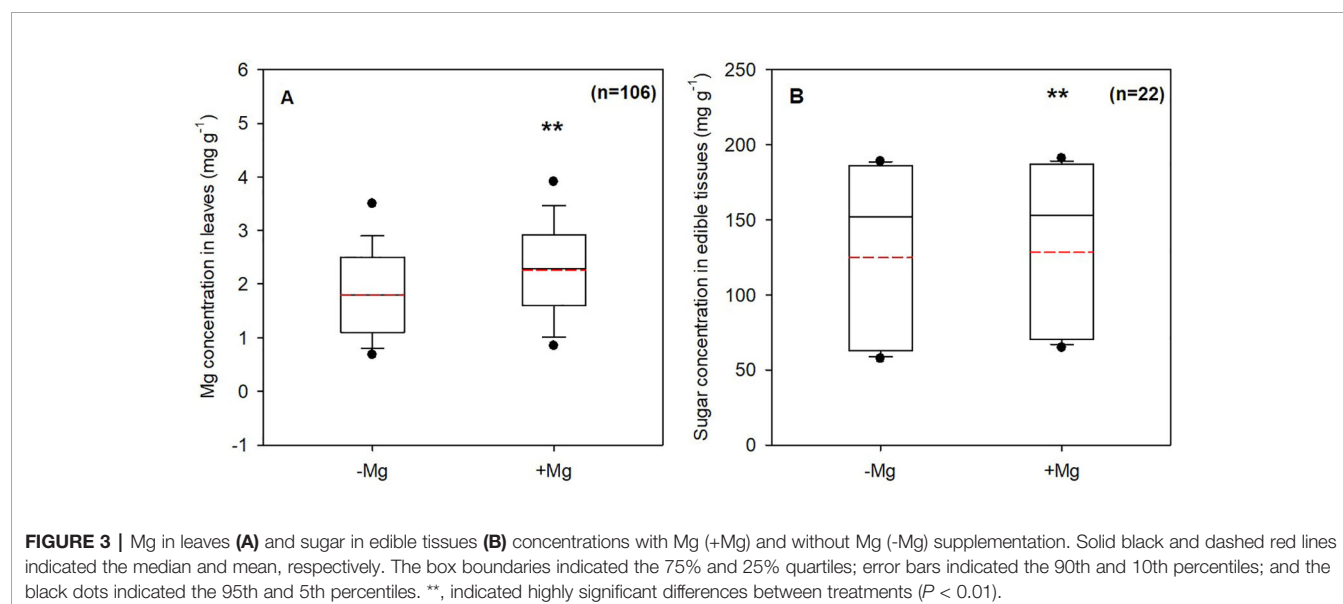 Mg concentration in leaves (mg g⁻¹)
6
5
4
3
2
1
0
-1
A
(n=106)
**
-Mg
+Mg
Sugar concentration in edible tissues (mg g⁻¹)
250
200
150
100
50
0
B
**
(n=22)
-Mg
+Mg
FIGURE 3 | Mg in leaves (A) and sugar in edible tissues (B) concentrations with Mg (+Mg) and without Mg (-Mg) supplementation. Solid black and dashed red lines
indicated the median and mean, respectively. The box boundaries indicated the 75% and 25% quartiles; error bars indicated the 90th and 10th percentiles; and the
black dots indicated the 95th and 5th percentiles. **, indicated highly significant differences between treatments (P < 0.01).